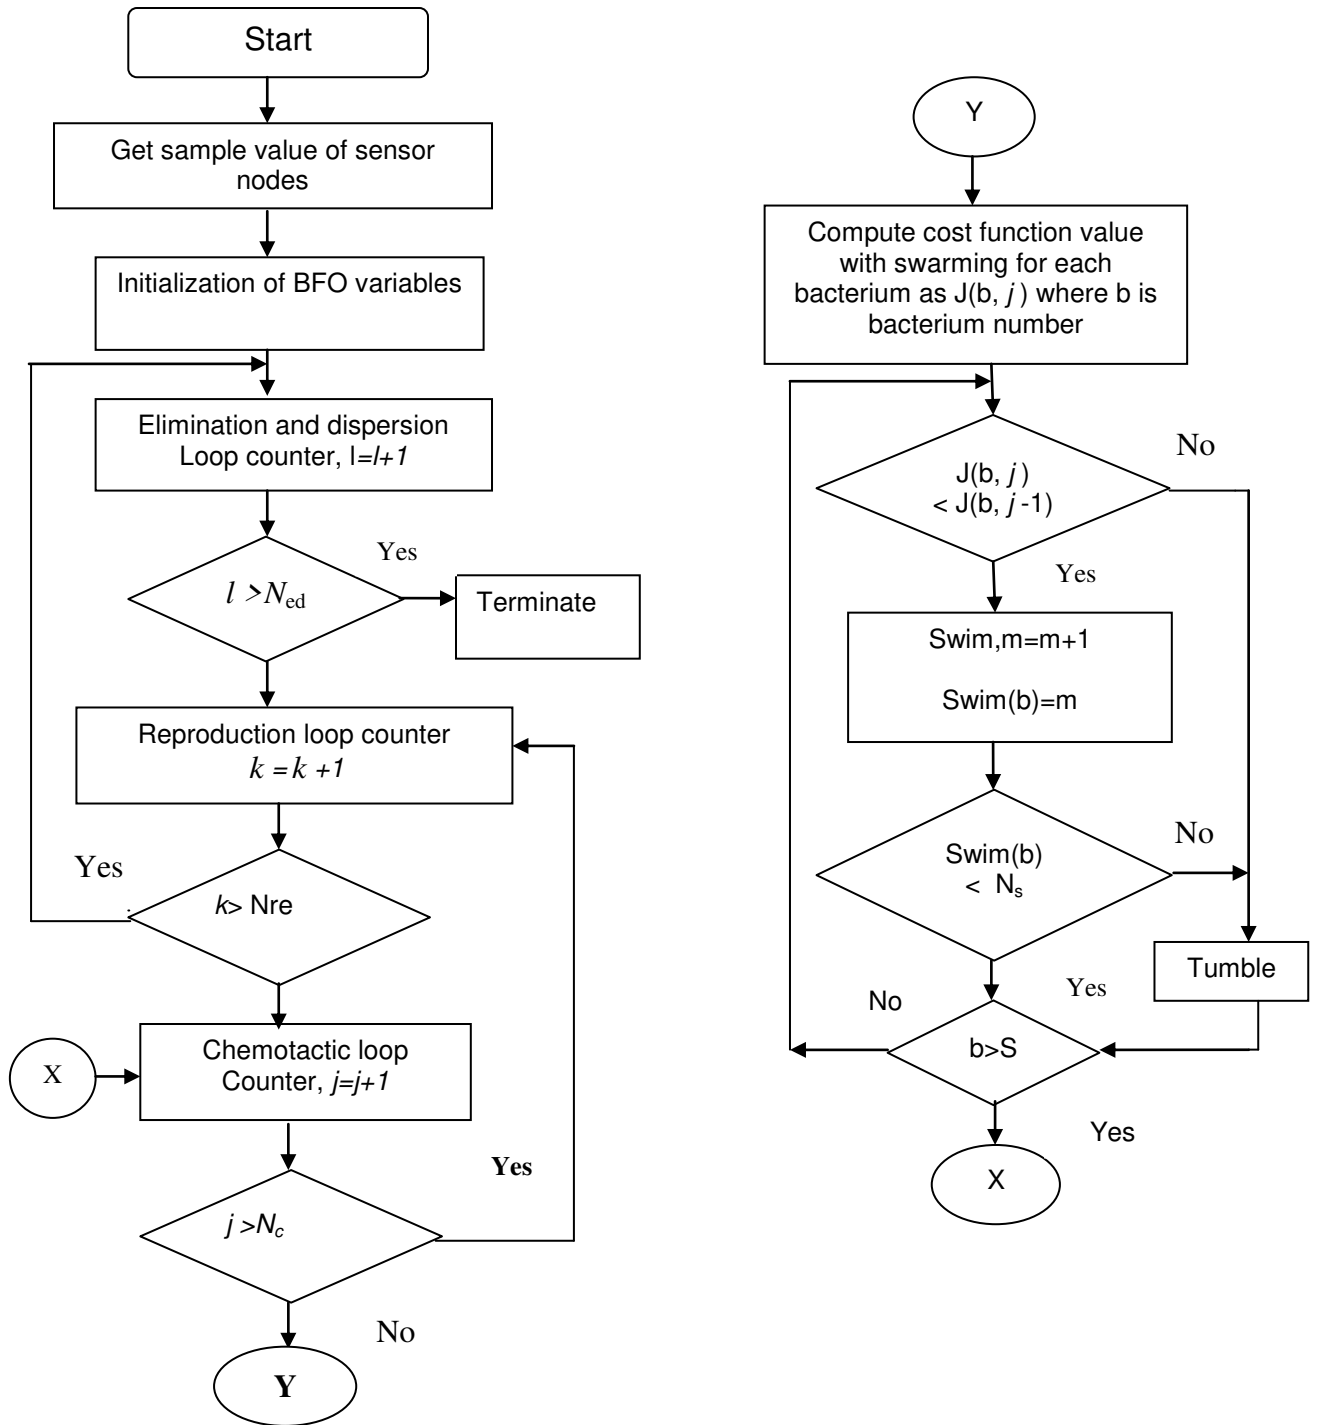 Start
Get sample value of sensor
nodes
Initialization of BFO variables
Elimination and dispersion
Loop counter, l=l+1
Yes
l >Ned
Terminate
Reproduction loop counter
k = k +1
Yes
k> Nre
X
Chemotactic loop
Counter, j=j+1
Yes
j >Nc
No
Y
Y
Compute cost function value
with swarming for each
bacterium as J(b, j ) where b is
bacterium number
No
J(b, j )
< J(b, j -1)
Yes
Swim,m=m+1
Swim(b)=m
No
Swim(b)
< Ns
Tumble
Yes
No
b>S
Yes
X